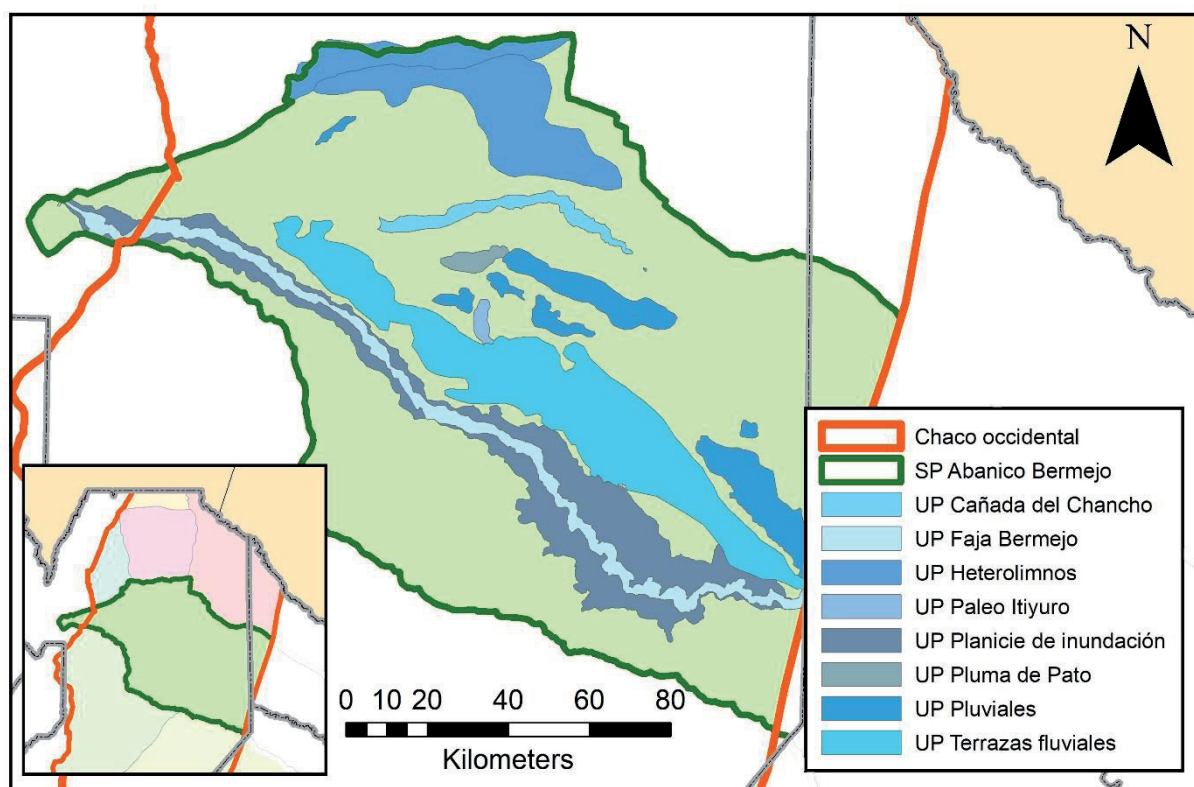 N
Chaco occidental
SP Abanico Bermejo
UP Cañada del Chancho
UP Faja Bermejo
UP Heterolimnos
UP Paleo Itiyuro
UP Planicie de inundación
UP Pluma de Pato
UP Pluviales
UP Terrazas fluviales
0 10 20 40 60 80
Kilometers